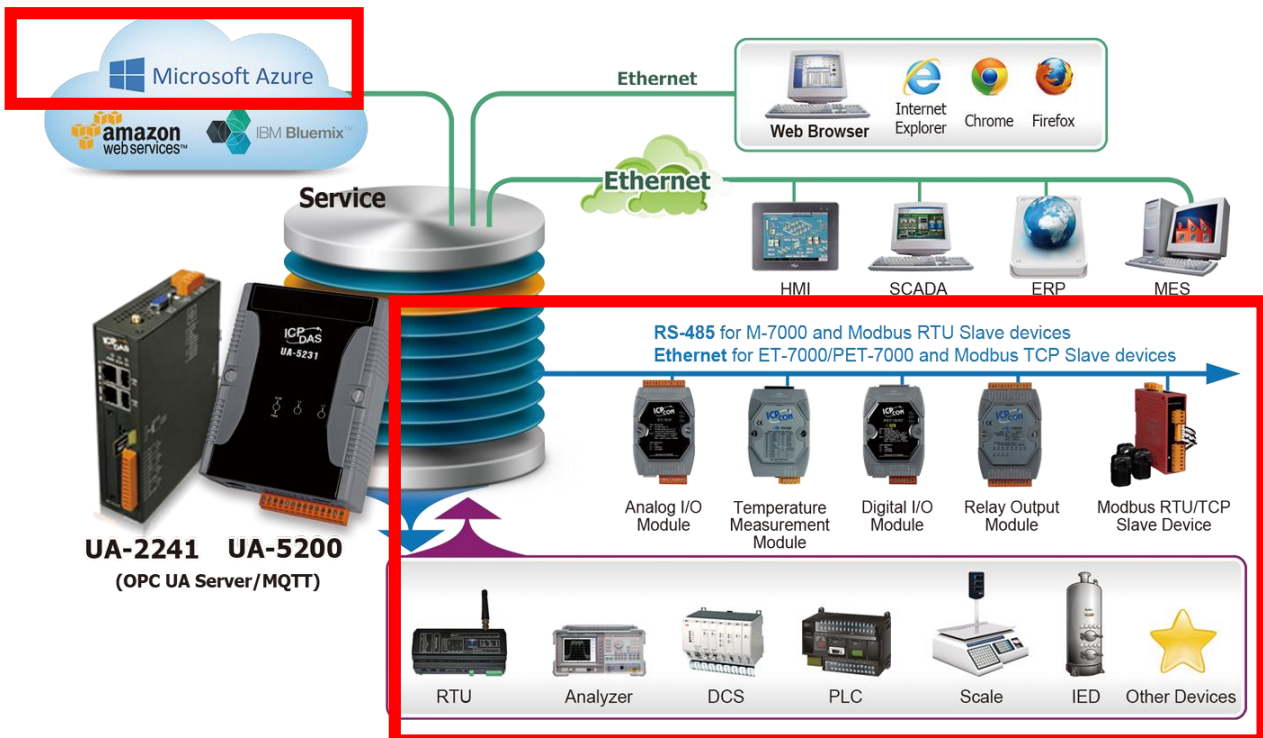 Microsoft Azure
amazon
webservices™
IBM Bluemix™
Ethernet
Web Browser
Internet
Explorer
Chrome
Firefox
Ethernet
Service
HMI
SCADA
ERP
MES
ICP
DAS
UA-5231
RS-485 for M-7000 and Modbus RTU Slave devices
Ethernet for ET-7000/PET-7000 and Modbus TCP Slave devices
Analog I/O
Module
Temperature
Measurement
Module
Digital I/O
Module
Relay Output
Module
Modbus RTU/TCP
Slave Device
UA-2241
UA-5200
(OPC UA Server/MQTT)
RTU
Analyzer
DCS
PLC
Scale
IED
Other Devices